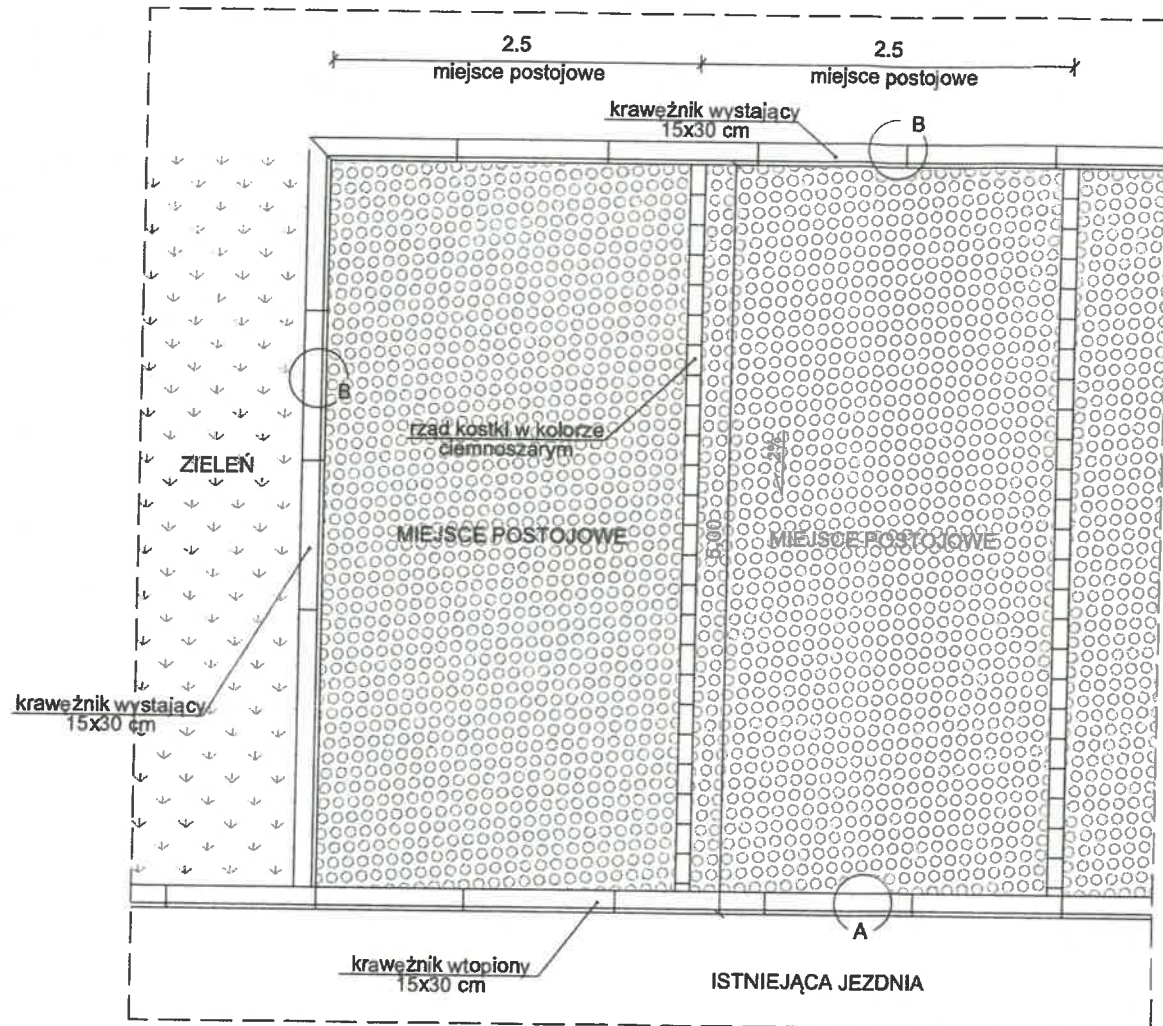 2.5
miejsce postojowe
2.5
miejsce postojowe
krawężnik wystający
15x30 cm
B
B
rząd kostki w kolorze
ciemnoszarym
ZIELEŃ
2%
MIEJSCE POSTOJOWE
5.00
MIEJSCE POSTOJOWE
krawężnik wystający
15x30 cm
A
krawężnik wtopiony
15x30 cm
ISTNIEJĄCA JEZDNIA